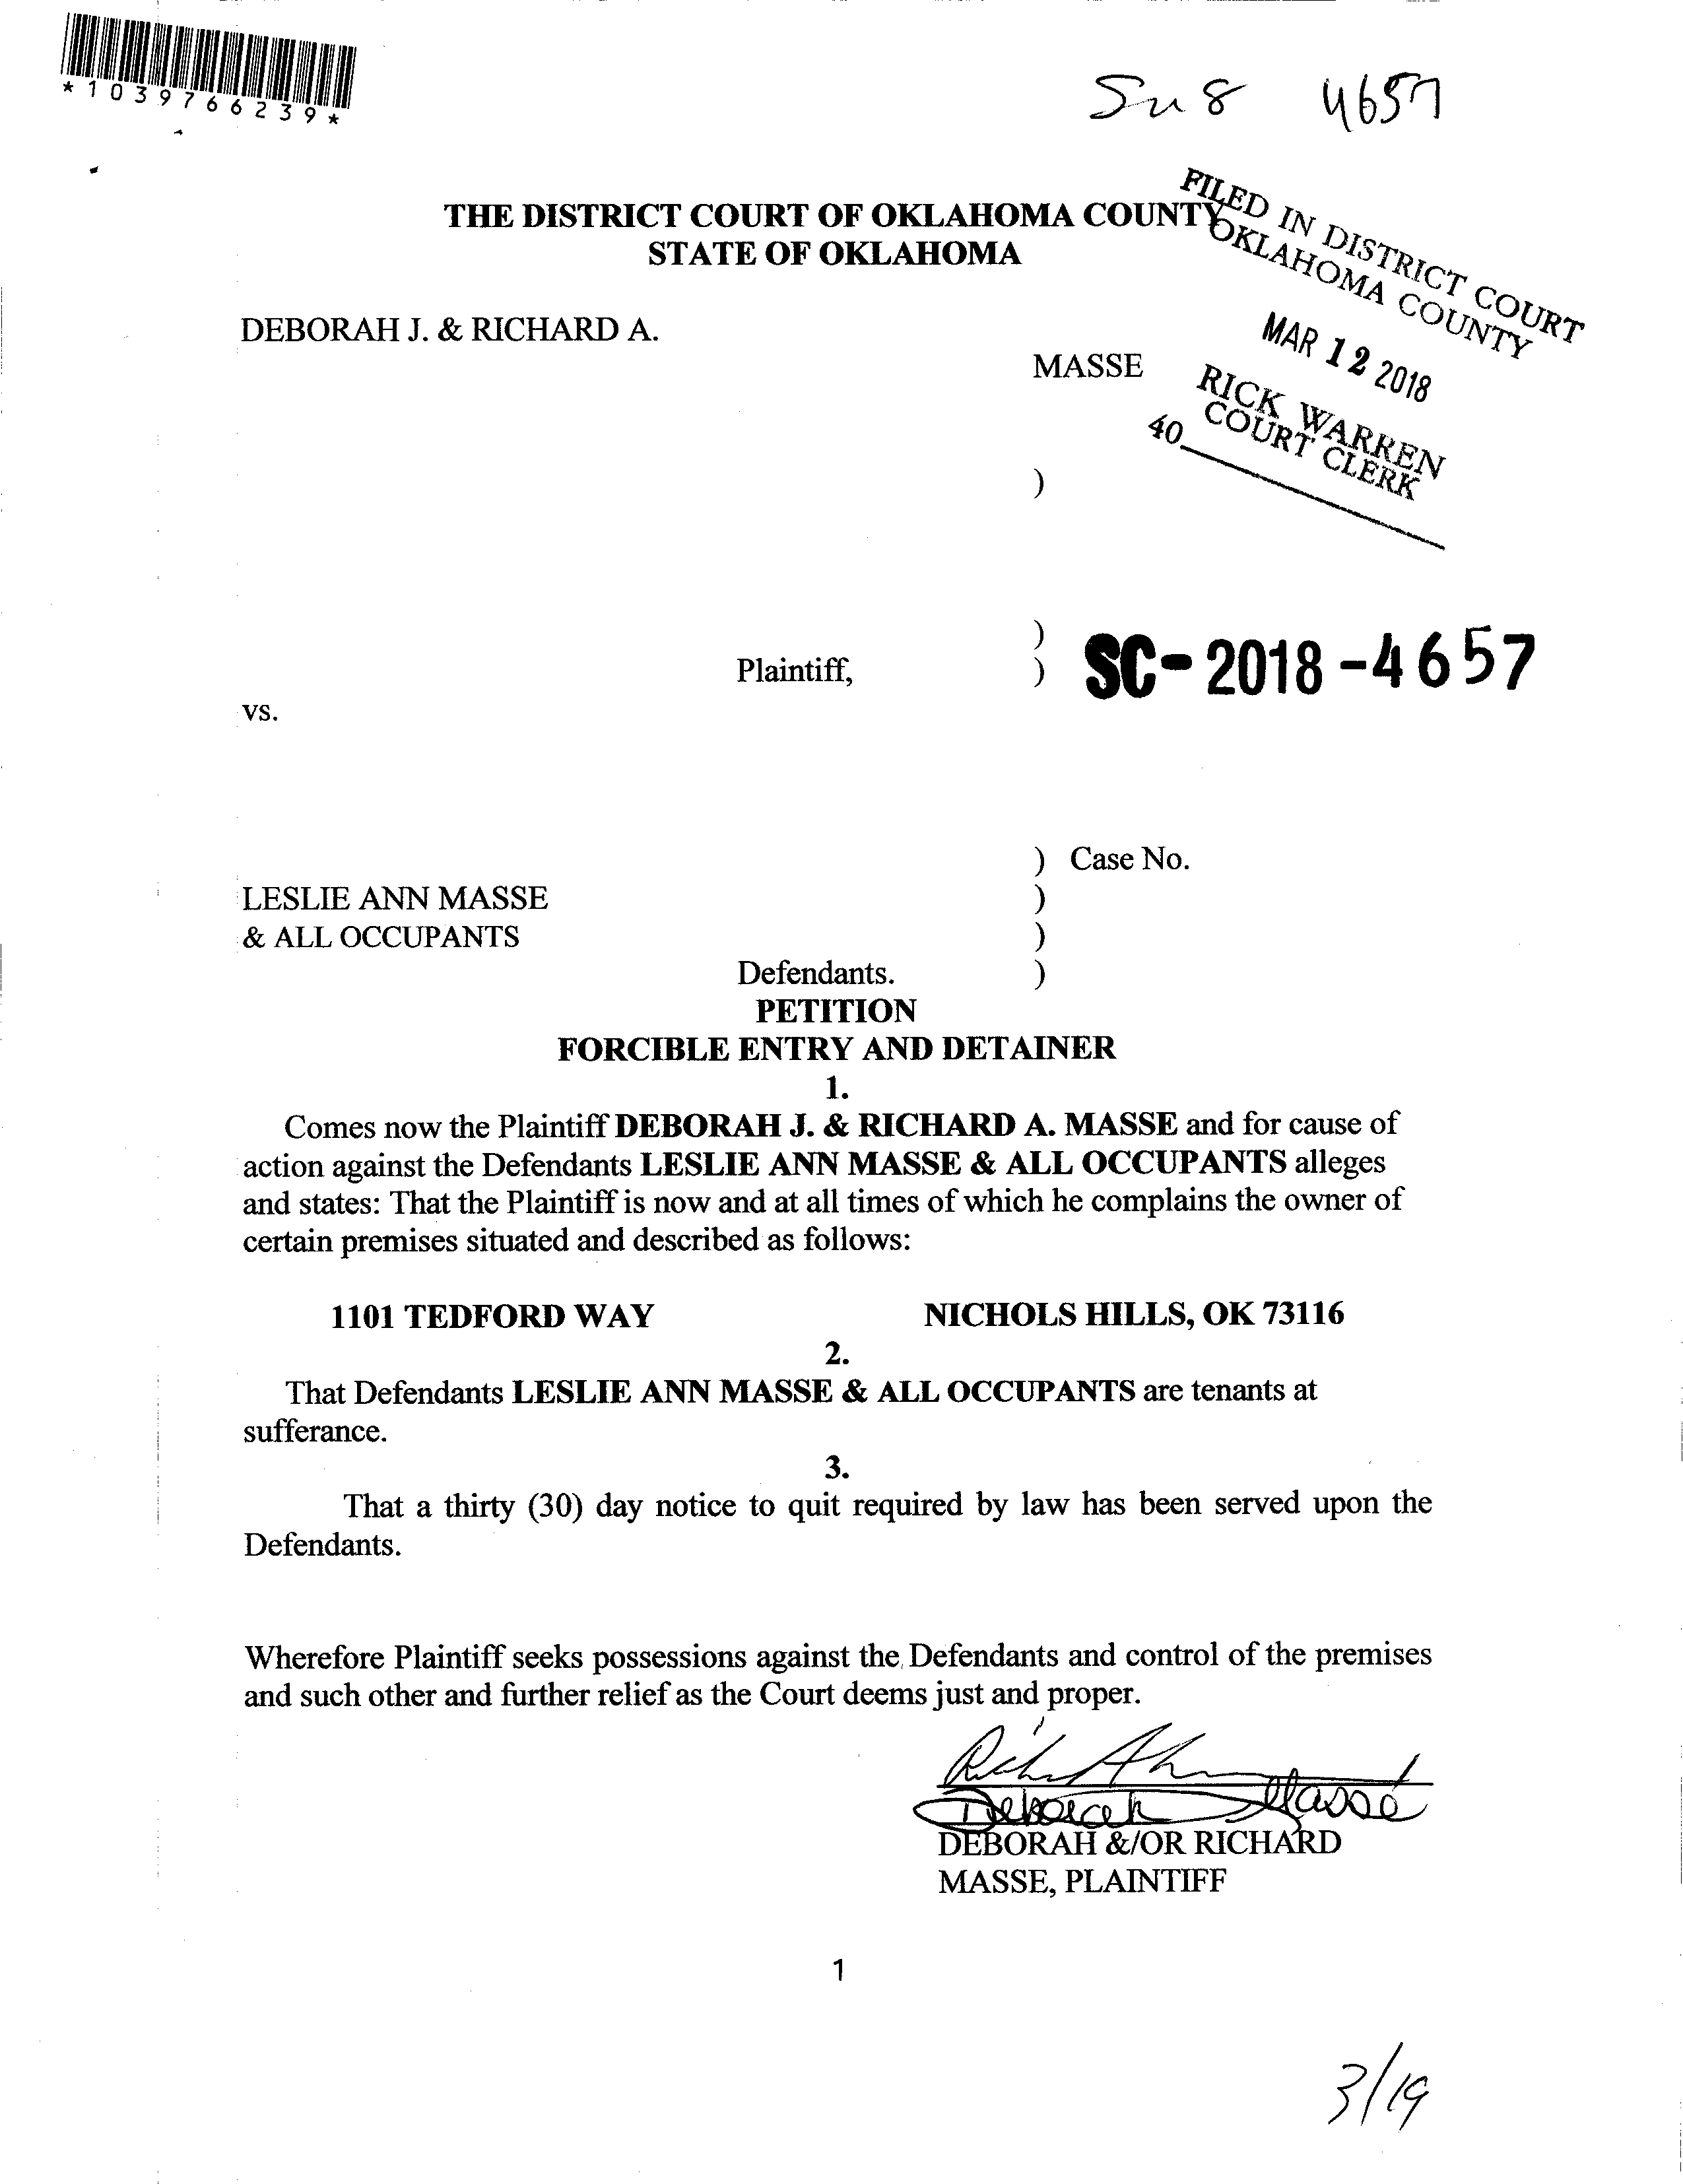 *1039766239*
4657
THE DISTRICT COURT OF OKLAHOMA COUNTY
STATE OF OKLAHOMA
FILED IN DISTRICT COURT
OKLAHOMA COUNTY
MAR 12 2018
RICK WARREN
COURT CLERK
40
DEBORAH J. & RICHARD A.
MASSE
)
)
Plaintiff, )
SC-2018-4657
vs.
) Case No.
LESLIE ANN MASSE )
& ALL OCCUPANTS )
Defendants. )
PETITION
FORCIBLE ENTRY AND DETAINER
1.
Comes now the Plaintiff DEBORAH J. & RICHARD A. MASSE and for cause of
action against the Defendants LESLIE ANN MASSE & ALL OCCUPANTS alleges
and states: That the Plaintiff is now and at all times of which he complains the owner of
certain premises situated and described as follows:
1101 TEDFORD WAY NICHOLS HILLS, OK 73116
2.
That Defendants LESLIE ANN MASSE & ALL OCCUPANTS are tenants at
sufferance.
3.
That a thirty (30) day notice to quit required by law has been served upon the
Defendants.
Wherefore Plaintiff seeks possessions against the Defendants and control of the premises
and such other and further relief as the Court deems just and proper.
Deborah Masse
DEBORAH &/OR RICHARD
MASSE, PLAINTIFF
1
3/19